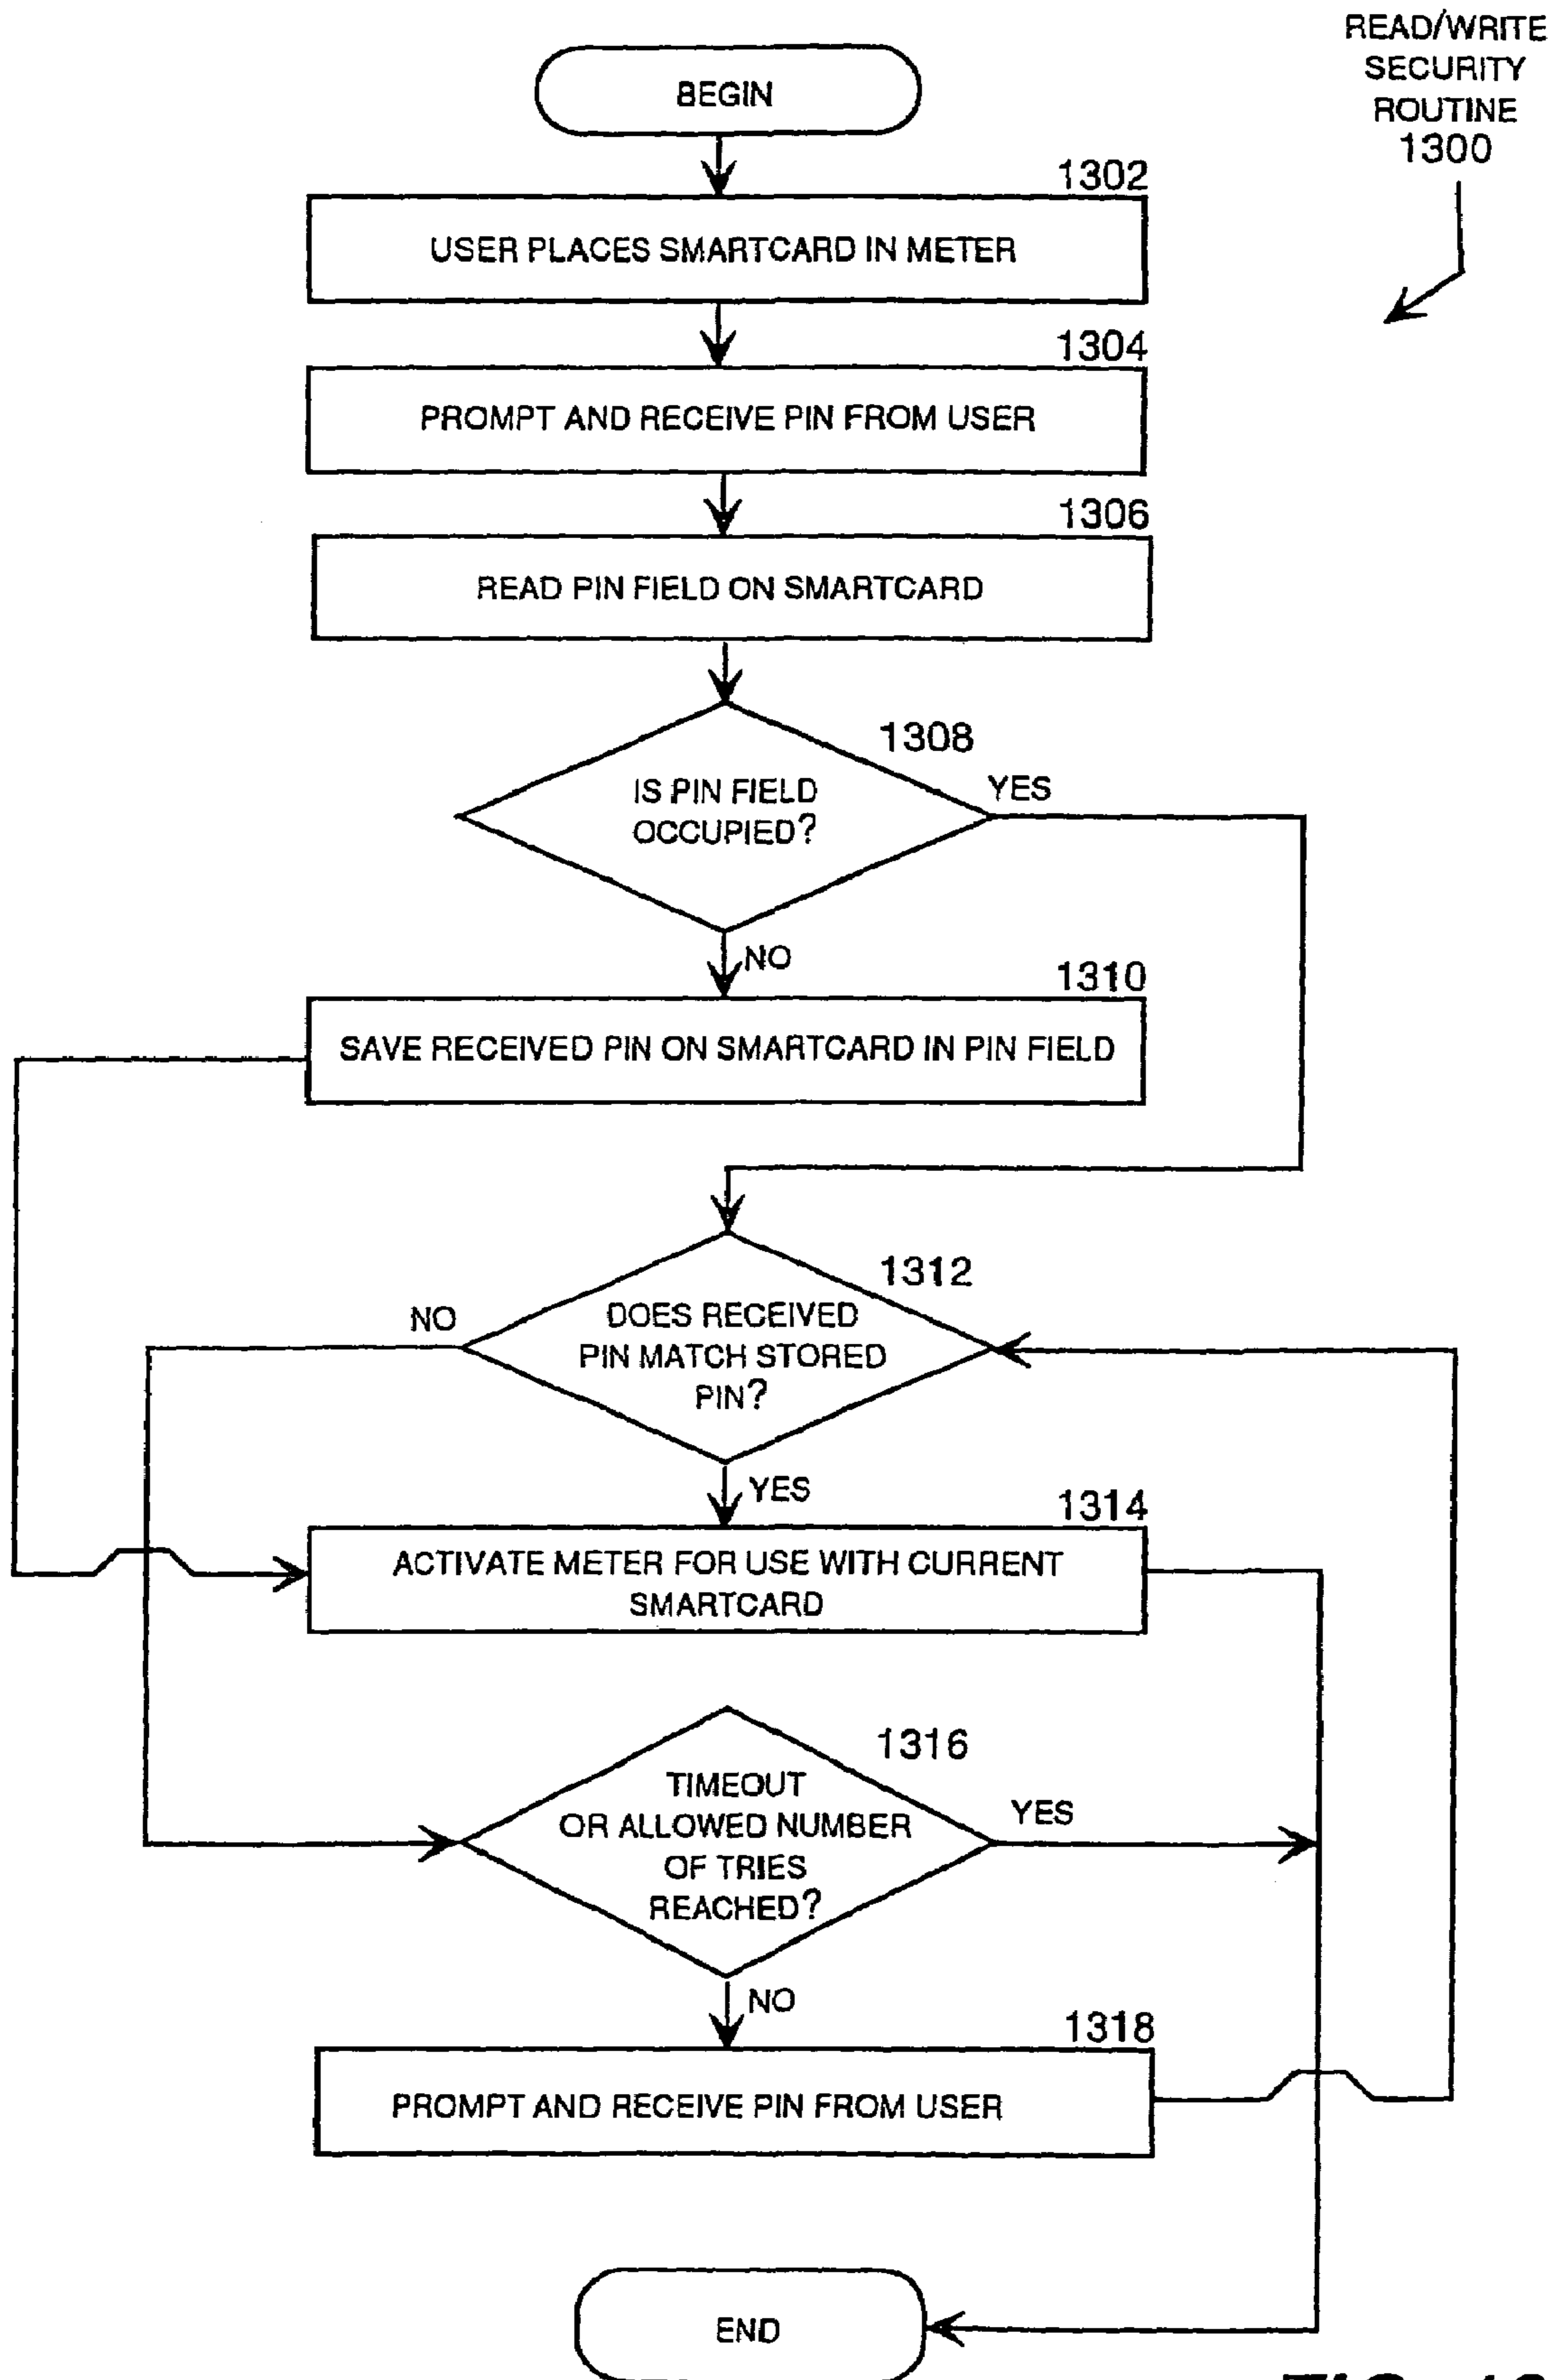 READ/WRITE
SECURITY
ROUTINE
1300
BEGIN
1302
USER PLACES SMARTCARD IN METER
1304
PROMPT AND RECEIVE PIN FROM USER
1306
READ PIN FIELD ON SMARTCARD
1308
IS PIN FIELD
OCCUPIED?
YES
NO
1310
SAVE RECEIVED PIN ON SMARTCARD IN PIN FIELD
1312
NO
DOES RECEIVED
PIN MATCH STORED
PIN?
YES
1314
ACTIVATE METER FOR USE WITH CURRENT
SMARTCARD
1316
TIMEOUT
OR ALLOWED NUMBER
OF TRIES
REACHED?
YES
NO
1318
PROMPT AND RECEIVE PIN FROM USER
END